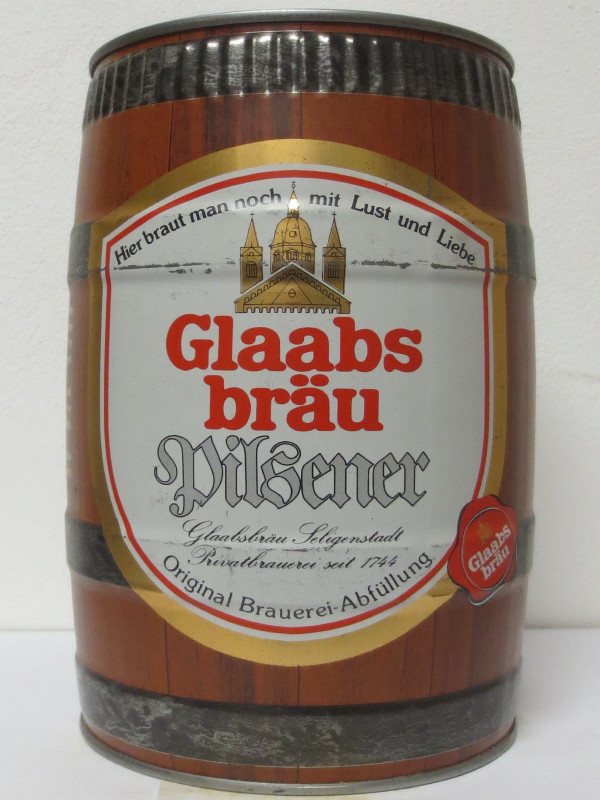 Hier braut man noch mit Lust und Liebe
Glaabs
bräu
Pilsener
Glaabsbräu Seligenstadt
Privatbrauerei seit 1744
Original Brauerei-Abfüllung
Glaabs
bräu